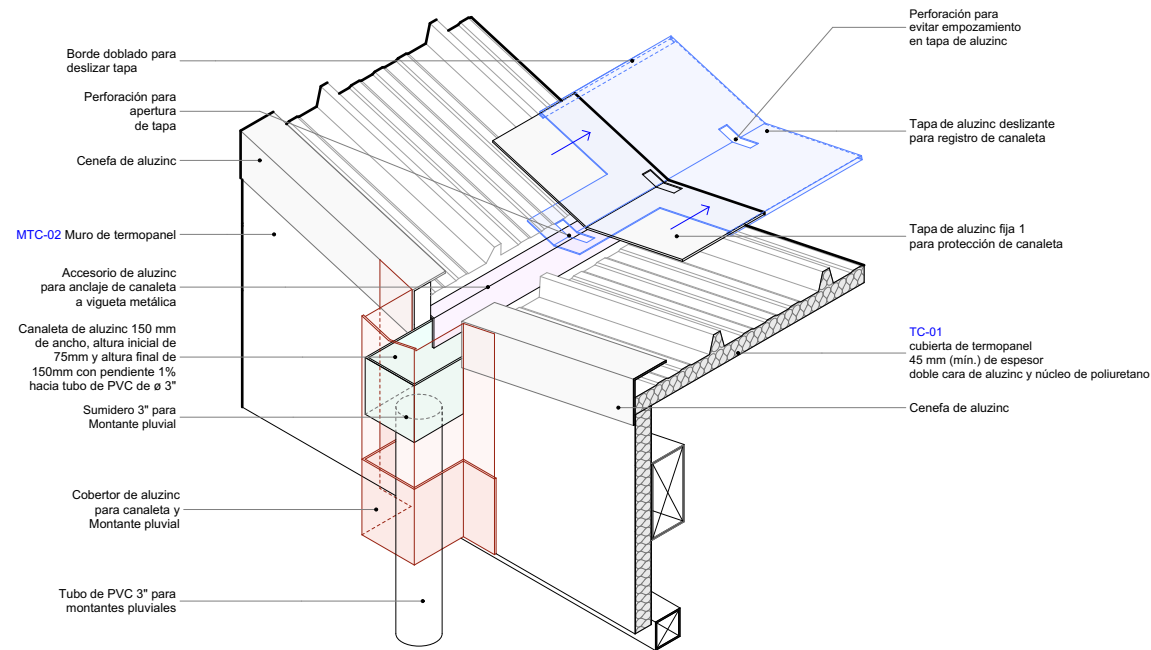 Borde doblado para
deslizar tapa
Perforación para
apertura
de tapa
Cenefa de aluzinc
MTC-02 Muro de termopanel
Accesorio de aluzinc
para anclaje de canaleta
a vigueta metálica
Canaleta de aluzinc 150 mm
de ancho, altura inicial de
75mm y altura final de
150mm con pendiente 1%
hacia tubo de PVC de ø 3"
Sumidero 3" para
Montante pluvial
Cobertor de aluzinc
para canaleta y
Montante pluvial
Tubo de PVC 3" para
montantes pluviales
Perforación para
evitar empozamiento
en tapa de aluzinc
Tapa de aluzinc deslizante
para registro de canaleta
Tapa de aluzinc fija 1
para protección de canaleta
TC-01
cubierta de termopanel
45 mm (mín.) de espesor
doble cara de aluzinc y núcleo de poliuretano
Cenefa de aluzinc